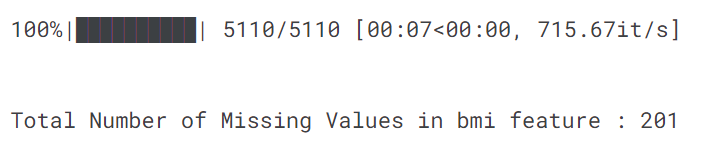 100%|██████████| 5110/5110 [00:07<00:00, 715.67it/s]
Total Number of Missing Values in bmi feature : 201